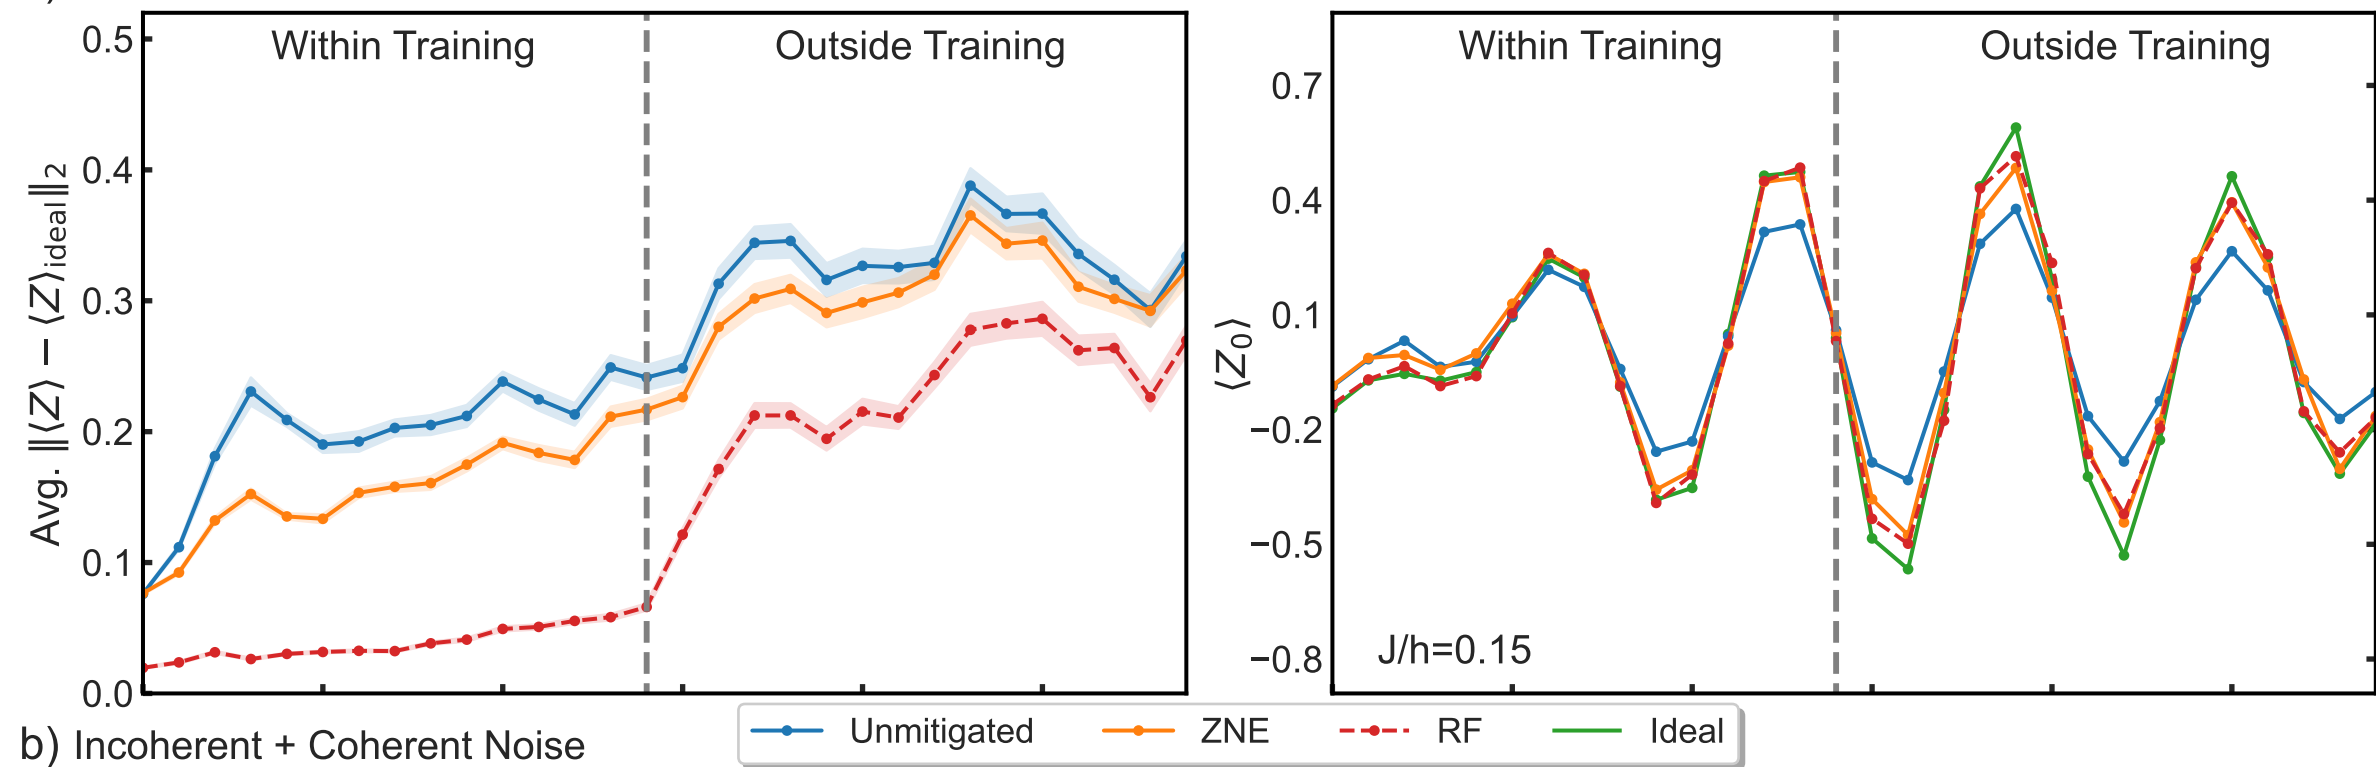 Within Training
Outside Training
0.5
0.4
0.3
0.2
0.1
0.0
Avg. ‖⟨Z⟩ − ⟨Z⟩ideal‖2
Within Training
Outside Training
0.7
0.4
0.1
−0.2
−0.5
−0.8
⟨Z0⟩
J/h=0.15
Unmitigated ZNE RF Ideal
b) Incoherent + Coherent Noise